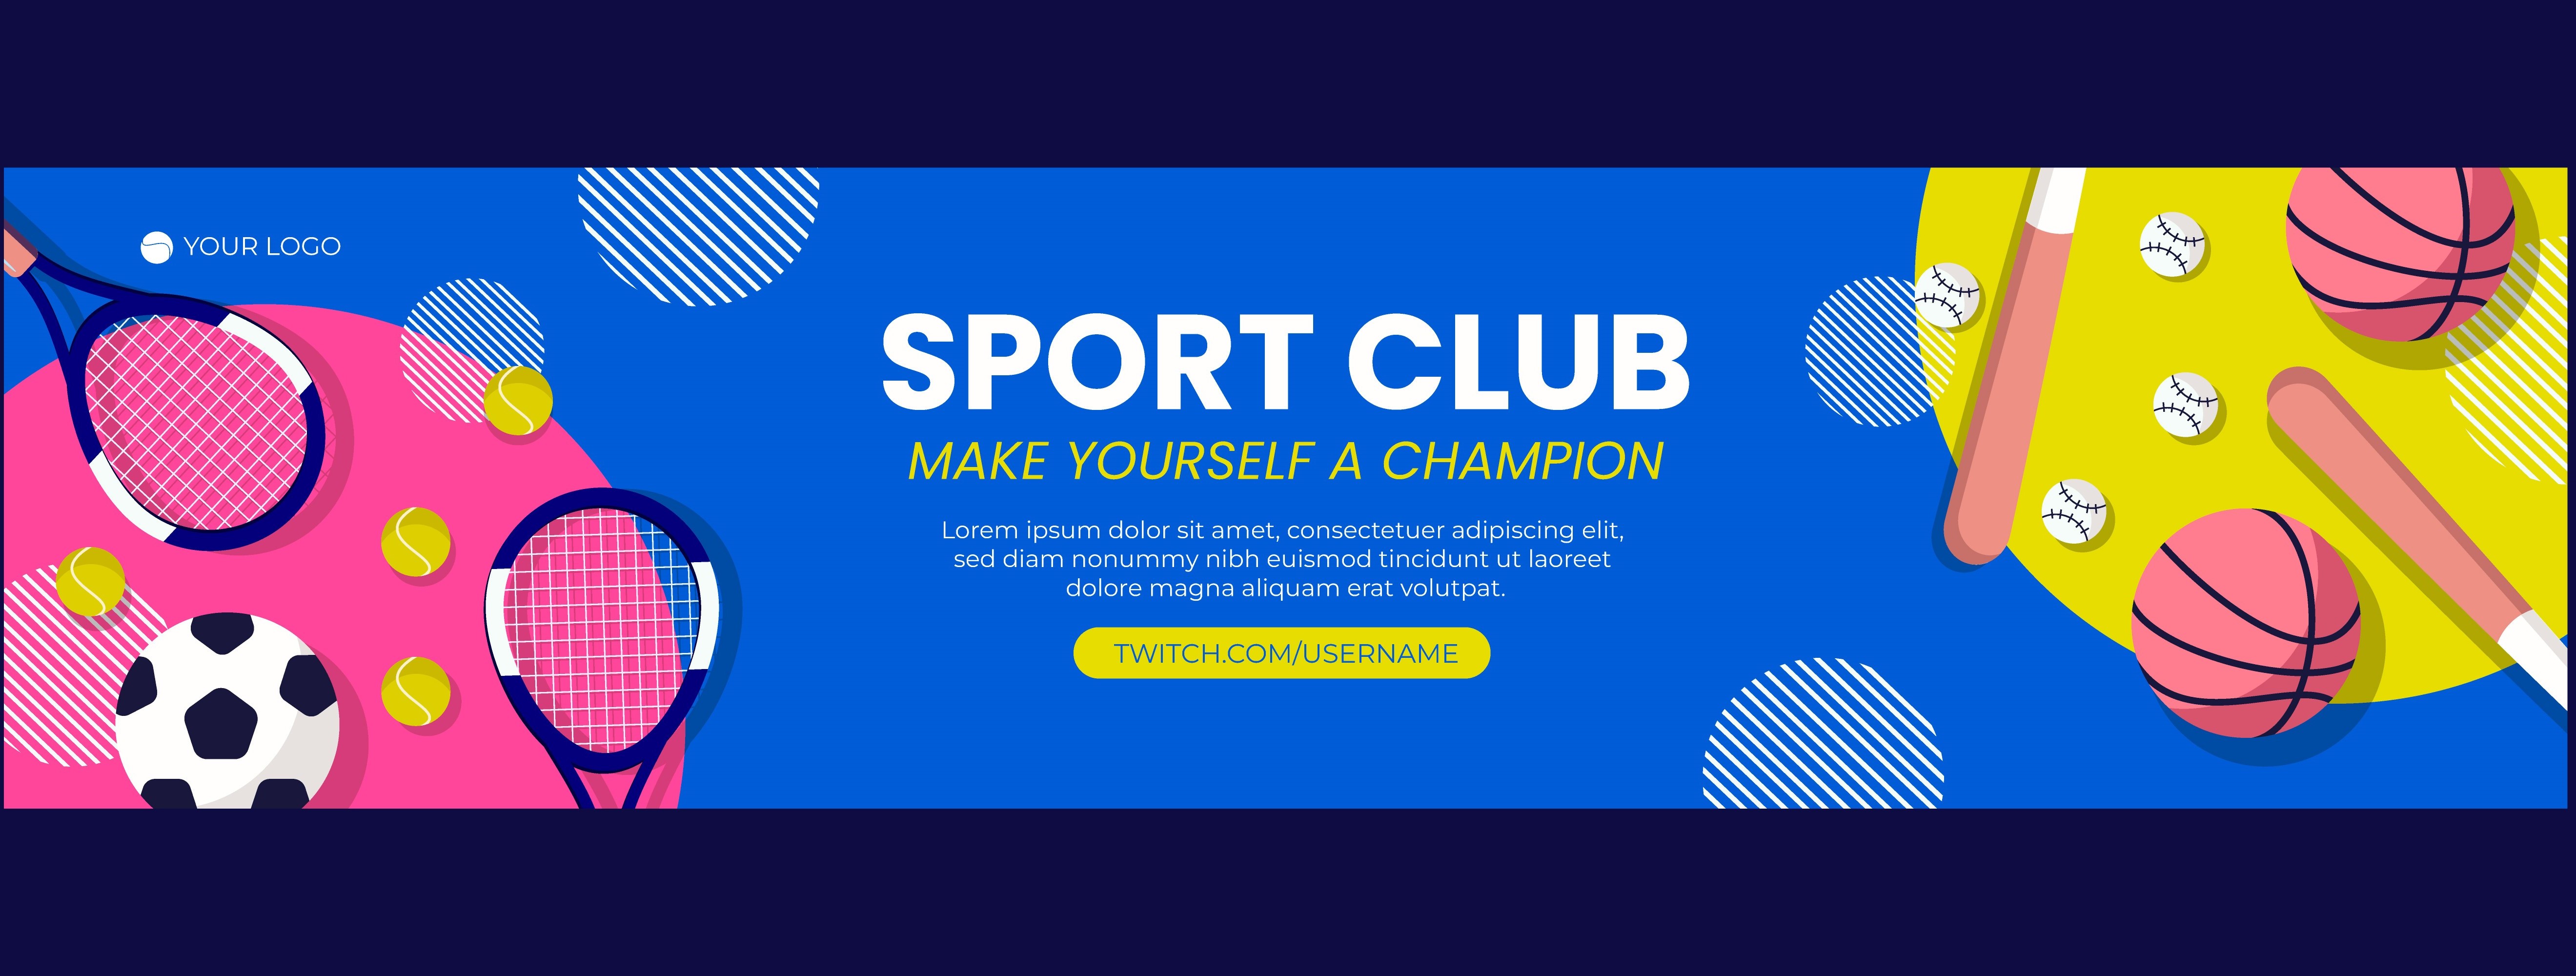 YOUR LOGO
SPORT CLUB
MAKE YOURSELF A CHAMPION
Lorem ipsum dolor sit amet, consectetuer adipiscing elit,
sed diam nonummy nibh euismod tincidunt ut laoreet
dolore magna aliquam erat volutpat.
TWITCH.COM/USERNAME